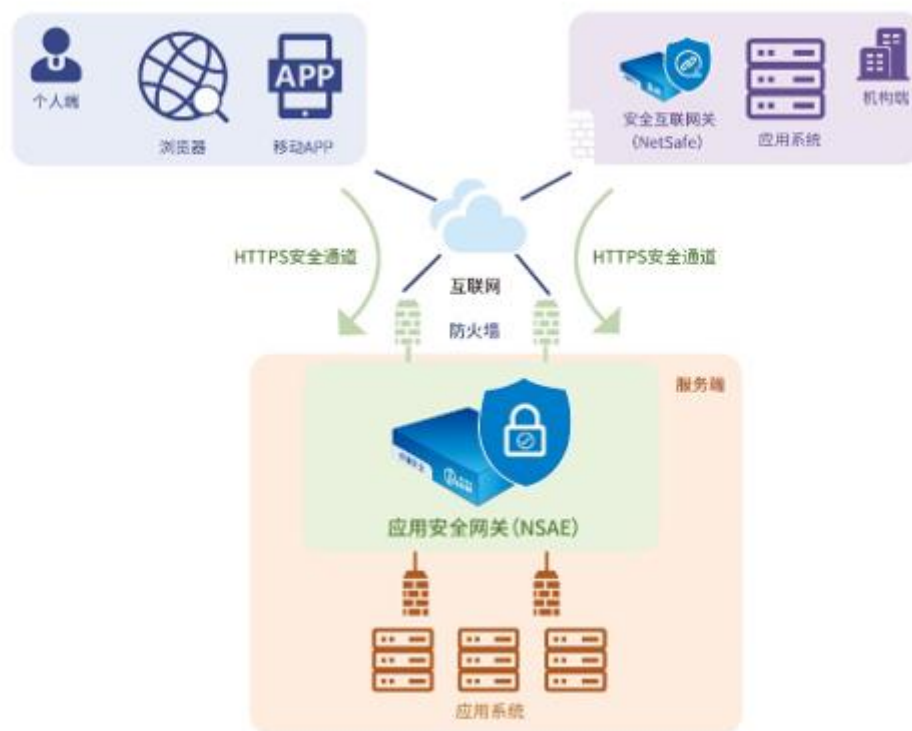 APP
个人端
浏览器
移动APP
安全互联网关
(NetSafe)
应用系统
机构端
HTTPS安全通道
互联网
HTTPS安全通道
防火墙
服务端
应用安全网关(NSAE)
应用系统